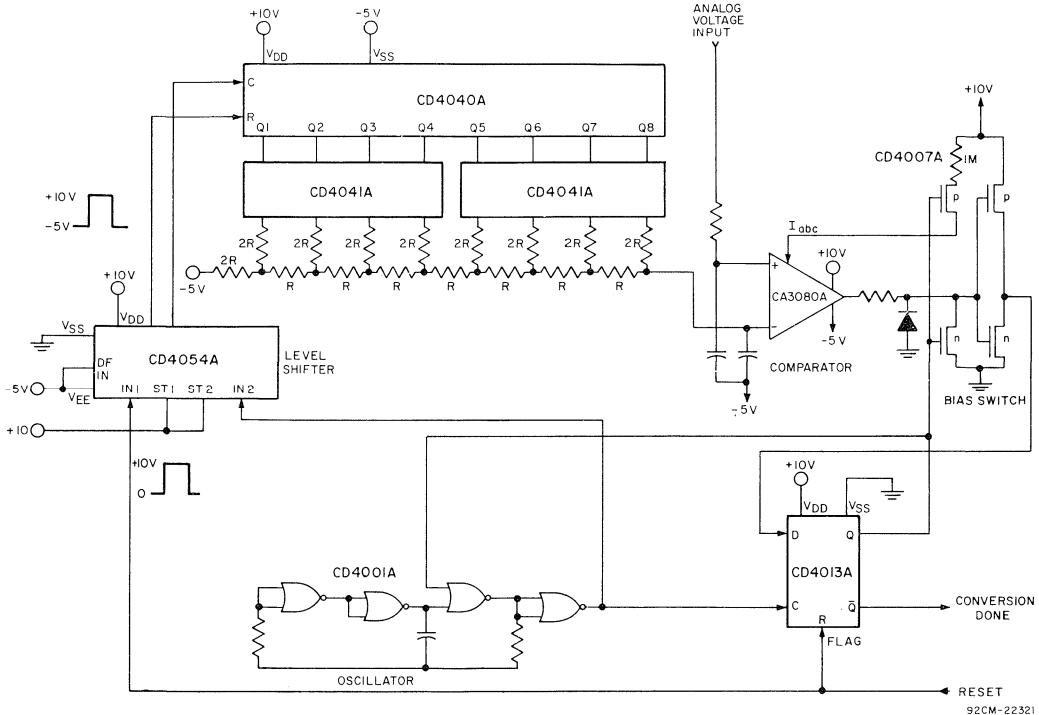 +10V
-5V
ANALOG
VOLTAGE
INPUT
VDD
VSS
C
CD4040A
R
Q1 Q2 Q3 Q4 Q5 Q6 Q7 Q8
+10V
CD4041A
CD4041A
CD4007A
1M
p
p
+10V
-5V
Iabc
2R 2R 2R 2R 2R 2R 2R 2R
2R
-5V
R R R R R R R
+
CA3080A
-
+10V
-5V
n
n
+10V
VSS
VDD
CD4054A
DF
IN
LEVEL
SHIFTER
-5V
VEE
IN1 ST1 ST2 IN2
COMPARATOR
-5V
BIAS SWITCH
+10
+10V
0
+10V
VDD
VSS
D
Q
CD4013A
C
Q̄
R
CD4001A
CONVERSION
DONE
FLAG
OSCILLATOR
RESET
92CM-22321